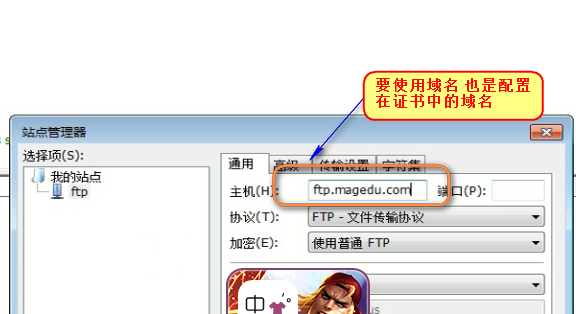 要使用域名 也是配置
在证书中的域名
站点管理器
选择项(S):
我的站点
ftp
通用
高级
传输设置
字符集
主机(H):
ftp.magedu.com
端口(P):
协议(T):
FTP - 文件传输协议
加密(E):
使用普通 FTP
中